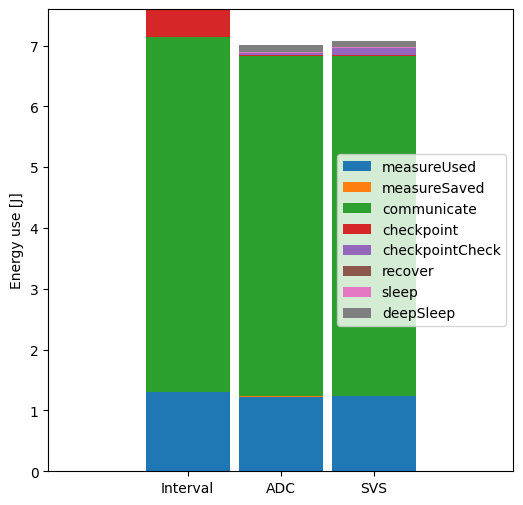 Energy use [J]
7
6
5
4
3
2
1
0
measureUsed
measureSaved
communicate
checkpoint
checkpointCheck
recover
sleep
deepSleep
Interval ADC SVS